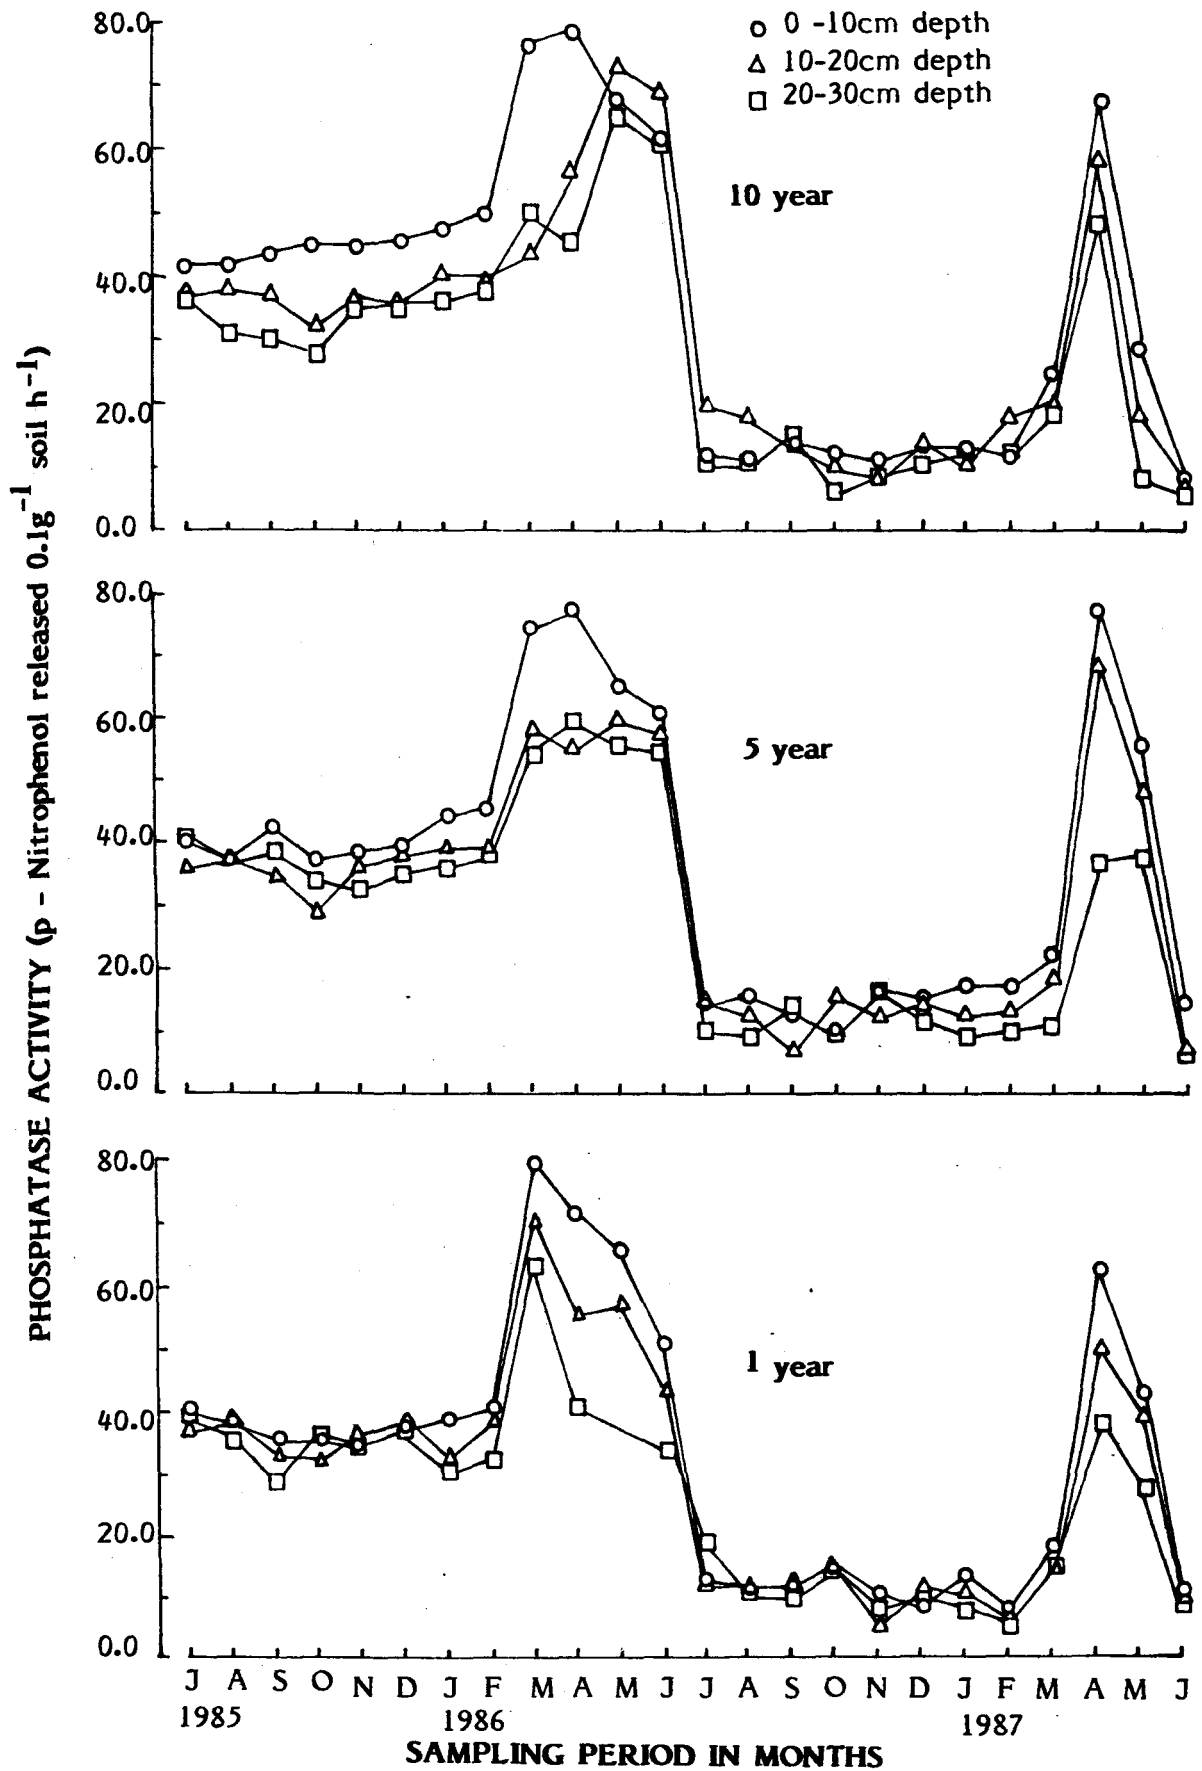 PHOSPHATASE ACTIVITY (p - Nitrophenol released 0.1g⁻¹ soil h⁻¹)
80.0
60.0
40.0
20.0
0.0
0 -10cm depth
10-20cm depth
20-30cm depth
10 year
80.0
60.0
40.0
20.0
0.0
5 year
80.0
60.0
40.0
20.0
0.0
1 year
J A S O N D J F M A M J J A S O N D J F M A M J
1985 1986 1987
SAMPLING PERIOD IN MONTHS